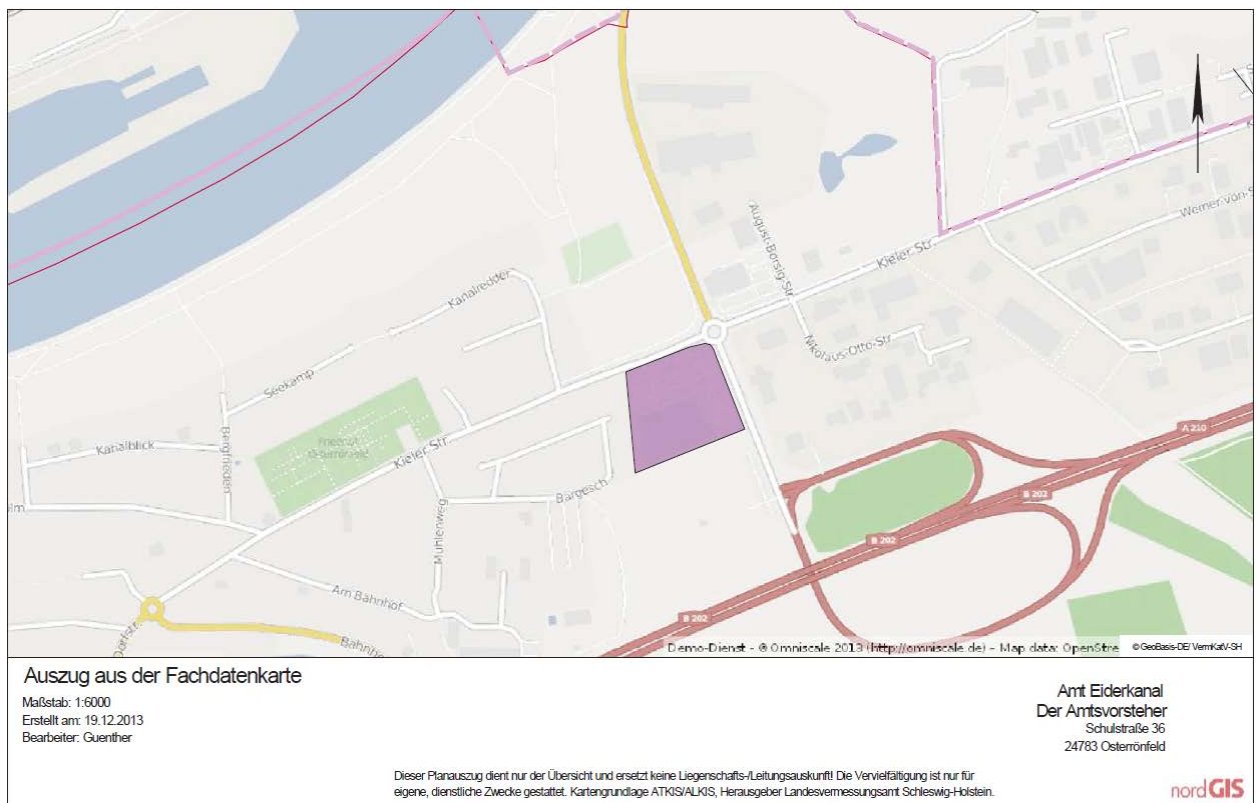 August-Borsig-Str.
Kieler Str.
Werner-von-S
Kanalredder
Nikolaus-Otto-Str.
Seekamp
Kanalblick
Bergfrieden
Friedhof
Osterrönfeld
Kieler Str.
A 210
B 202
B 202
B 202
Bargesch
Mühlenweg
Am Bahnhof
Dorfstr.
Bahnho
Demo-Dienst - © Omniscale 2013 (http://omniscale.de) - Map data: OpenStre
© GeoBasis-DE/ VermKatV-SH
Auszug aus der Fachdatenkarte
Maßstab: 1:6000
Erstellt am: 19.12.2013
Bearbeiter: Guenther
Amt Eiderkanal
Der Amtsvorsteher
Schulstraße 36
24783 Osterrönfeld
Dieser Planauszug dient nur der Übersicht und ersetzt keine Liegenschafts-/Leitungsauskunft! Die Vervielfältigung ist nur für
eigene, dienstliche Zwecke gestattet. Kartengrundlage ATKIS/ALKIS, Herausgeber Landesvermessungsamt Schleswig-Holstein.
nordGIS